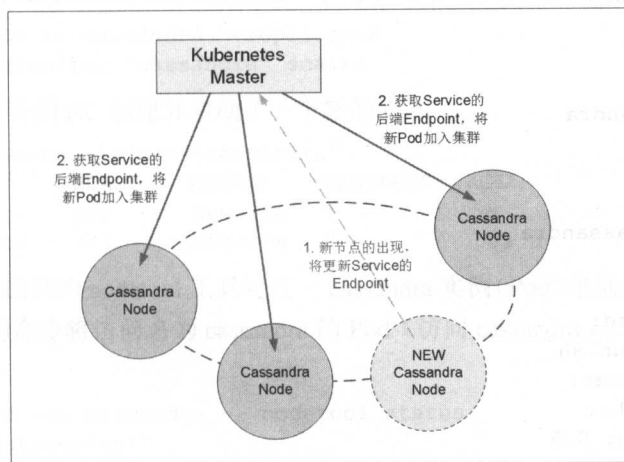 Kubernetes
Master
2. 获取Service的
后端Endpoint，将
新Pod加入集群
2. 获取Service的
后端Endpoint，将
新Pod加入集群
Cassandra
Node
1. 新节点的出现，
将更新Service的
Endpoint
Cassandra
Node
Cassandra
Node
NEW
Cassandra
Node